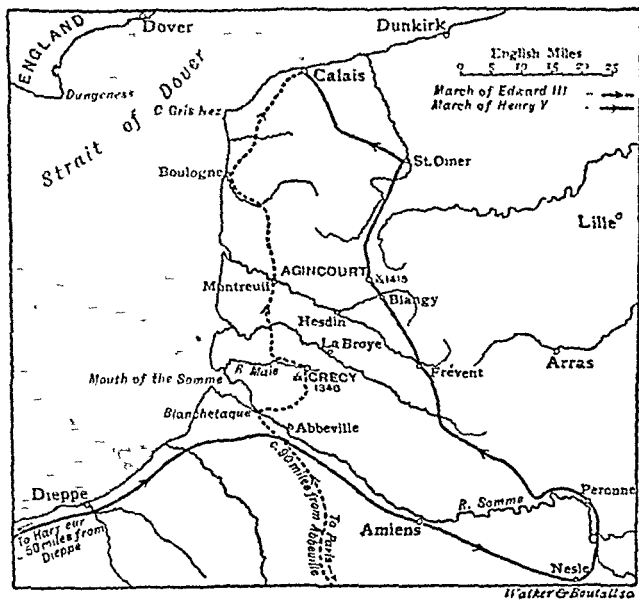 ENGLAND
Dover
Dunkirk
English Miles
0 5 10 15 20 25
Calais
March of Edward III
March of Henry V
Dungeness
Strait of Dover
C Gris nez
Boulogne
St. Omer
Lille
AGINCOURT
1415
Montreuil
Blangy
Hesdin
La Broye
Arras
R. Maie
Frévent
Mouth of the Somme
CRECY
1346
Blanchetaque
Abbeville
c. 90 miles from Abbeville
To Paris
Dieppe
R. Somme
Peronne
To Harfleur
50 miles from
Dieppe
Amiens
Nesle
Walker & Boutall sc